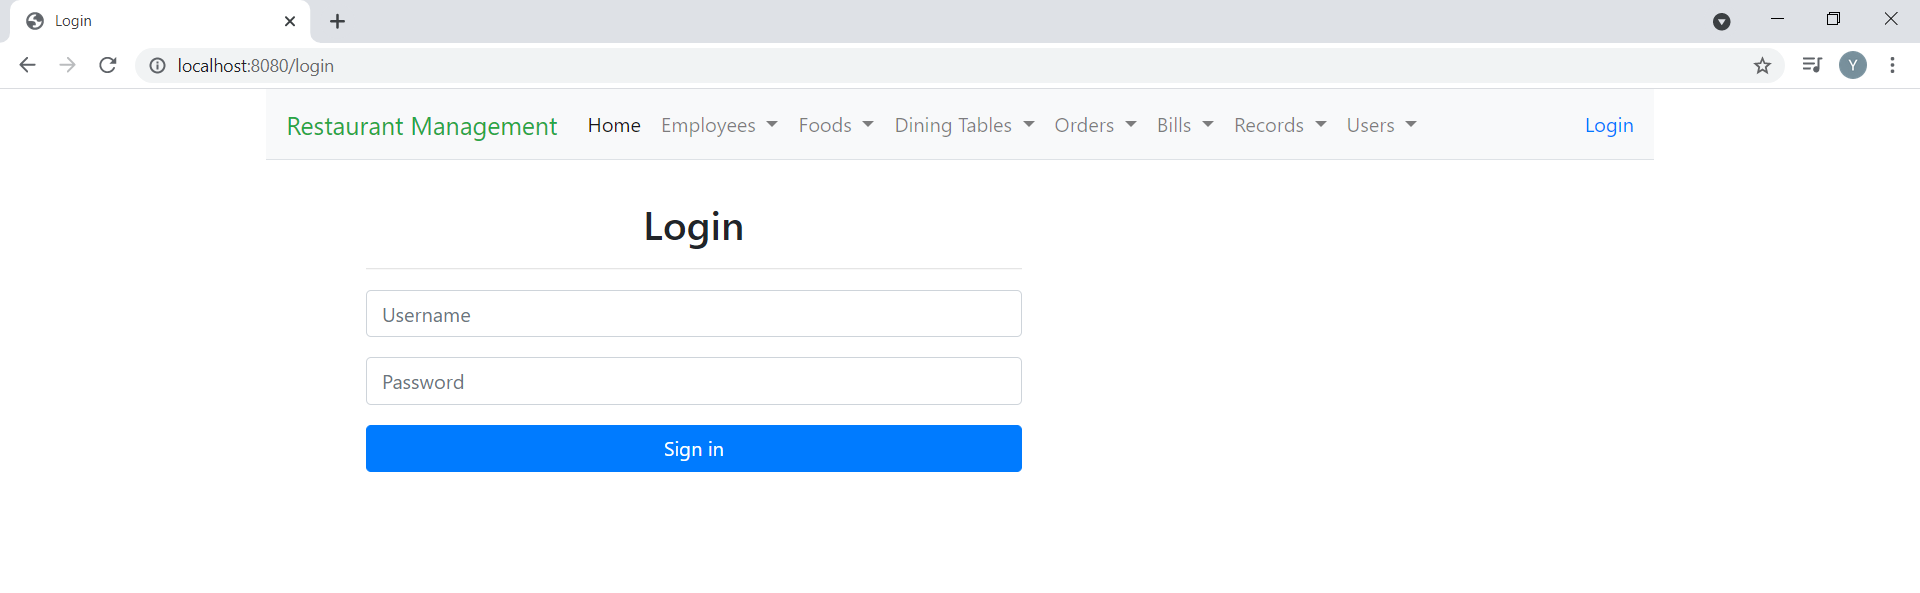 Login
localhost:8080/login
Y
Restaurant Management Home Employees Foods Dining Tables Orders Bills Records Users Login
Login
Username
Password
Sign in